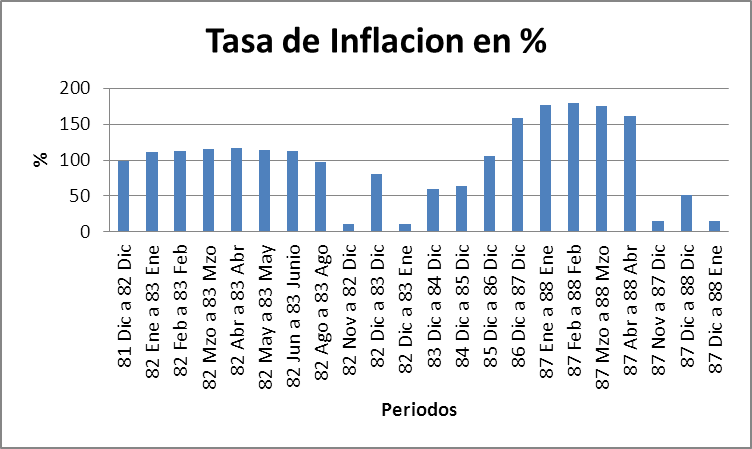 Tasa de Inflacion en %
%
200
150
100
50
0
81 Dic a 82 Dic
82 Ene a 83 Ene
82 Feb a 83 Feb
82 Mzo a 83 Mzo
82 Abr a 83 Abr
82 May a 83 May
82 Jun a 83 Junio
82 Ago a 83 Ago
82 Nov a 82 Dic
82 Dic a 83 Dic
82 Dic a 83 Ene
83 Dic a 84 Dic
84 Dic a 85 Dic
85 Dic a 86 Dic
86 Dic a 87 Dic
87 Ene a 88 Ene
87 Feb a 88 Feb
87 Mzo a 88 Mzo
87 Abr a 88 Abr
87 Nov a 87 Dic
87 Dic a 88 Dic
87 Dic a 88 Ene
Periodos